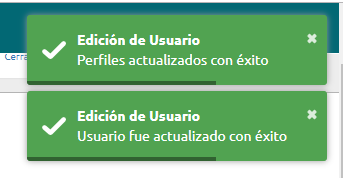 Edición de Usuario
Perfiles actualizados con éxito
Edición de Usuario
Usuario fue actualizado con éxito